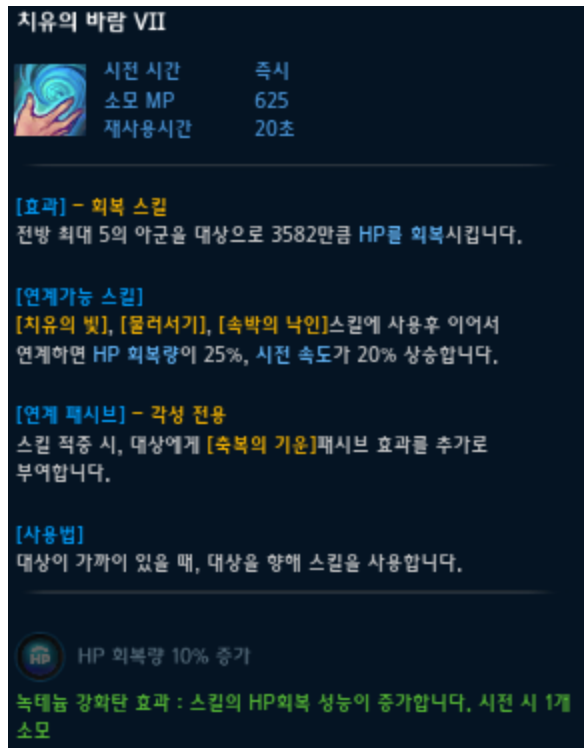 치유의 바람 VII
시전 시간 즉시
소모 MP 625
재사용시간 20초
[효과] - 회복 스킬
전방 최대 5의 아군을 대상으로 3582만큼 HP를 회복시킵니다.
[연계가능 스킬]
[치유의 빛], [물러서기], [속박의 낙인]스킬에 사용후 이어서
연계하면 HP 회복량이 25%, 시전 속도가 20% 상승합니다.
[연계 패시브] - 각성 전용
스킬 적중 시, 대상에게 [축복의 기운]패시브 효과를 추가로
부여합니다.
[사용법]
대상이 가까이 있을 때, 대상을 향해 스킬을 사용합니다.
HP HP 회복량 10% 증가
녹테늄 강화탄 효과 : 스킬의 HP회복 성능이 증가합니다. 시전 시 1개
소모